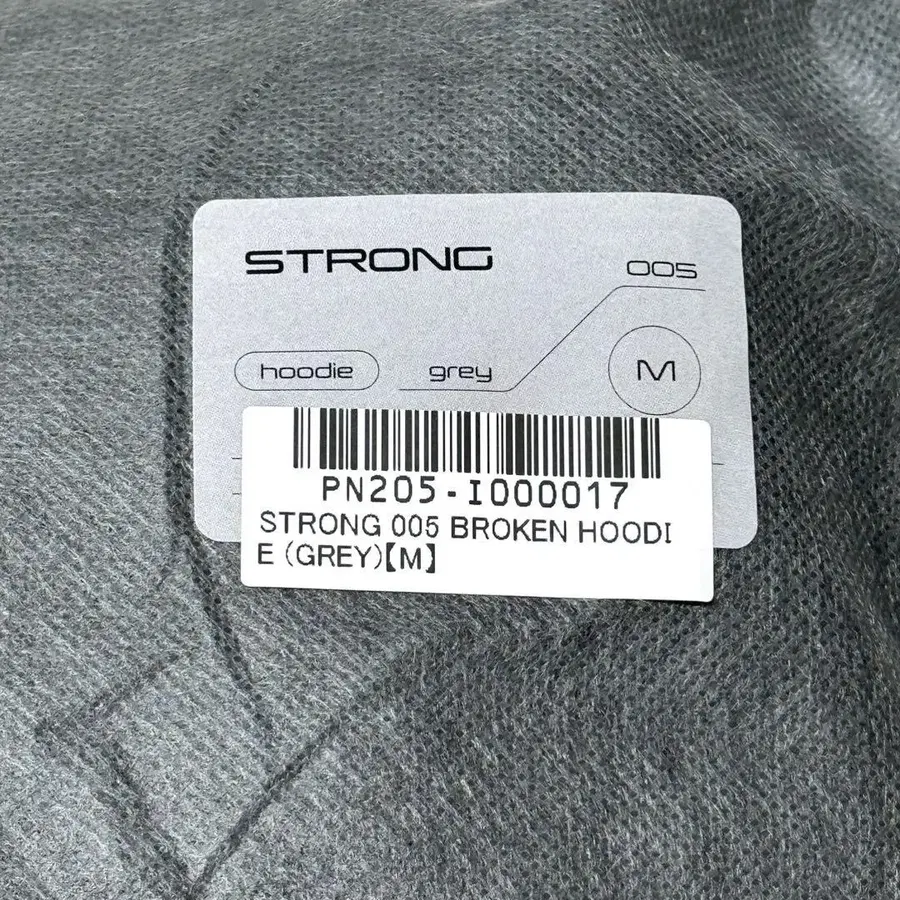 STRONG
005
hoodie
grey
M
PN205-I000017
STRONG 005 BROKEN HOODI
E (GREY)【M】